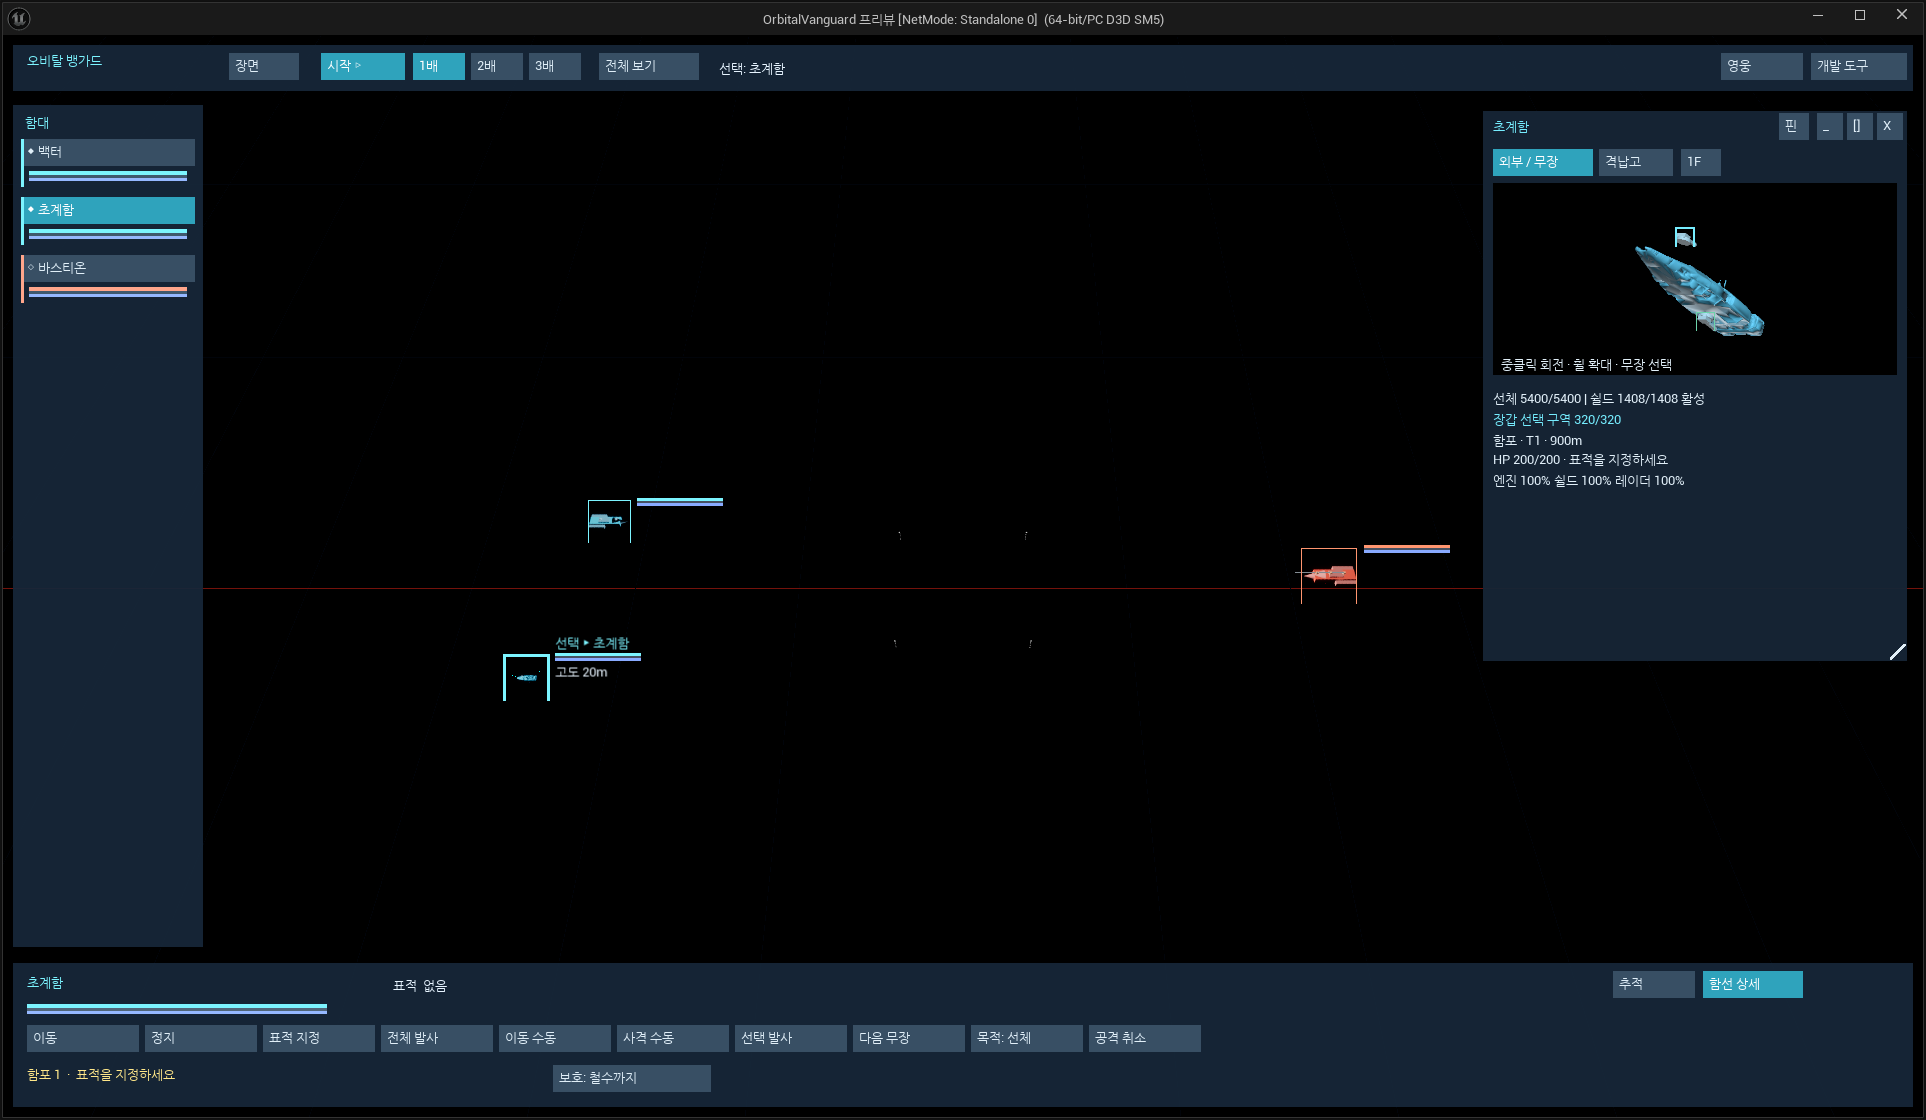 OrbitalVanguard 프리뷰 [NetMode: Standalone 0]  (64-bit/PC D3D SM5)
오비탈 뱅가드
장면
시작 ▷
1배
2배
3배
전체 보기
선택: 초계함
영웅
개발 도구
함대
◆ 백터
◆ 초계함
◇ 바스티온
초계함
핀
_
[]
X
외부 / 무장
격납고
1F
중클릭 회전 · 휠 확대 · 무장 선택
선체 5400/5400 | 쉴드 1408/1408 활성
장갑 선택 구역 320/320
함포 · T1 · 900m
HP 200/200 · 표적을 지정하세요
엔진 100% 쉴드 100% 레이더 100%
선택 ▶ 초계함
고도 20m
초계함
표적  없음
추적
함선 상세
이동
정지
표적 지정
전체 발사
이동 수동
사격 수동
선택 발사
다음 무장
목적: 선체
공격 취소
함포 1  ·  표적을 지정하세요
보호: 철수까지